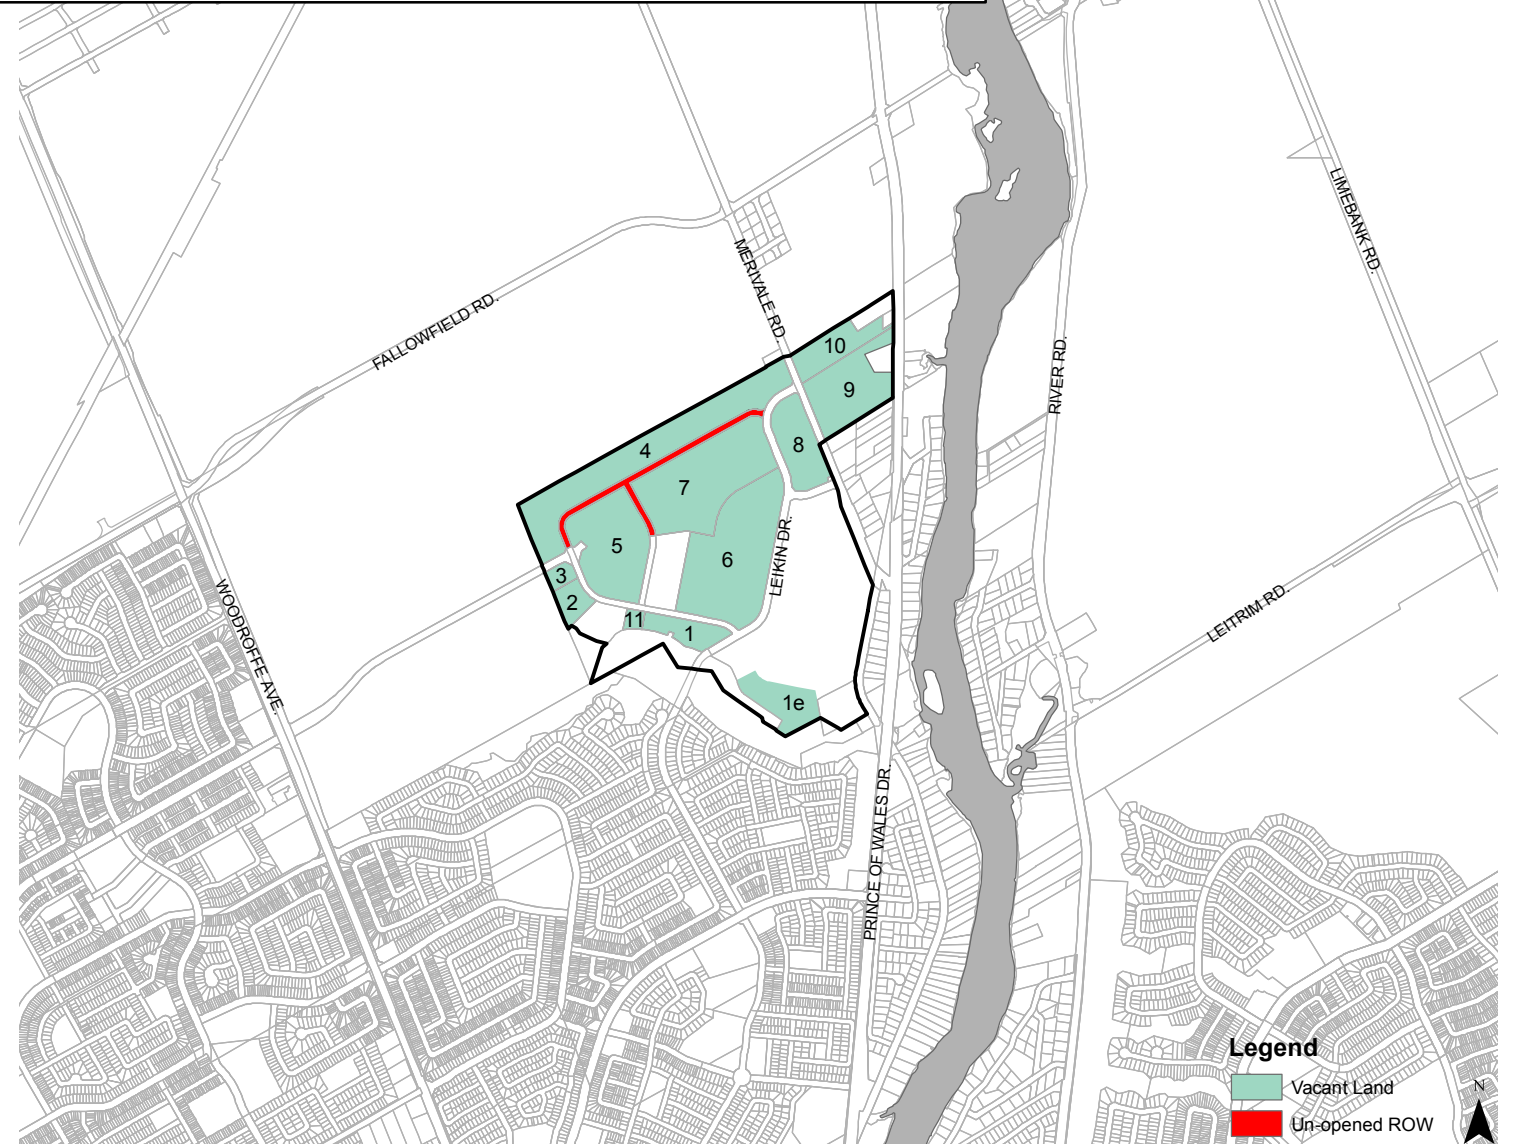 LIMEBANK RD.
MERIVALE RD.
FALLOWFIELD RD.
RIVER RD.
10
9
8
4
7
5
6
LEIKIN DR.
3
2
11
1
1e
WOODROFFE AVE.
LEITRIM RD.
PRINCE OF WALES DR.
Legend
Vacant Land
Un-opened ROW
N